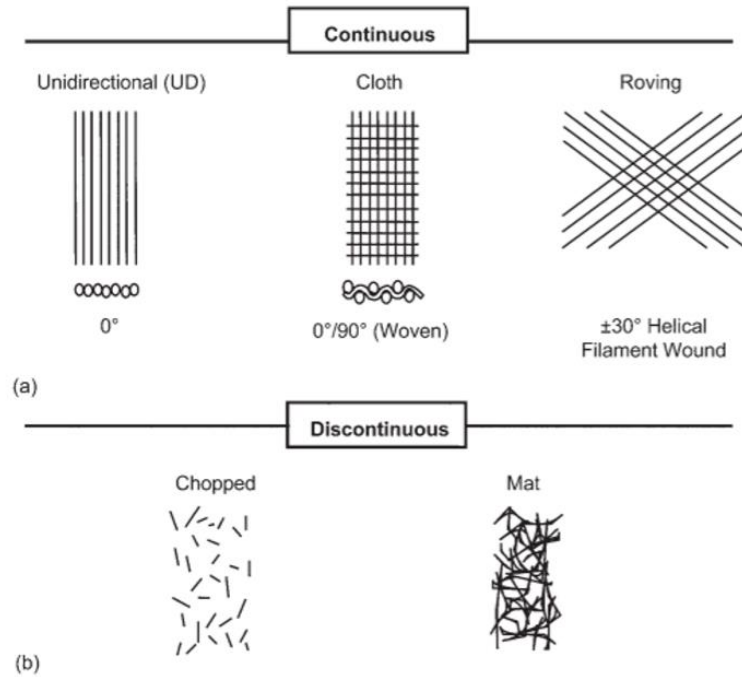 Continuous
Unidirectional (UD)
Cloth
Roving
0°
0°/90° (Woven)
±30° Helical
Filament Wound
(a)
Discontinuous
Chopped
Mat
(b)